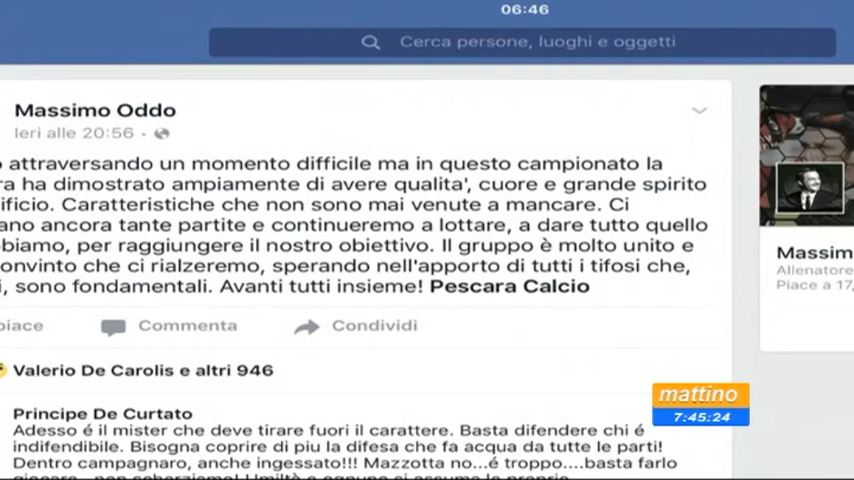 06:46
Cerca persone, luoghi e oggetti
Massimo Oddo
Ieri alle 20:56 ·
attraversando un momento difficile ma in questo campionato la
ha dimostrato ampiamente di avere qualita', cuore e grande spirito
Caratteristiche che non sono mai venute a mancare. Ci
ancora tante partite e continueremo a lottare, a dare tutto quello
per raggiungere il nostro obiettivo. Il gruppo è molto unito e
che ci rialzeremo, sperando nell'apporto di tutti i tifosi che,
sono fondamentali. Avanti tutti insieme! Pescara Calcio
Commenta
Condividi
Valerio De Carolis e altri 946
Principe De Curtato
Adesso é il mister che deve tirare fuori il carattere. Basta difendere chi é
indifendibile. Bisogna coprire di piu la difesa che fa acqua da tutte le parti!
Dentro campagnaro, anche ingessato!!! Mazzotta no...é troppo....basta farlo
Massim
Allenatore
Piace a 17,
mattino
7:45:24